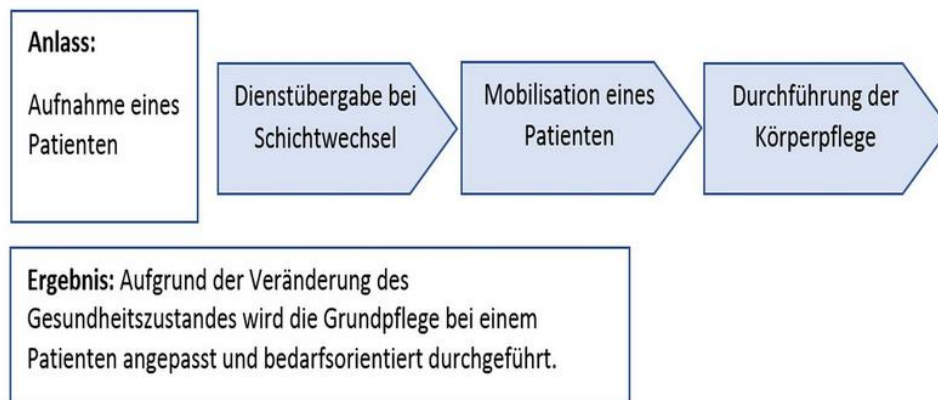 Anlass:
Aufnahme eines
Patienten
Dienstübergabe bei
Schichtwechsel
Mobilisation eines
Patienten
Durchführung der
Körperpflege
Ergebnis: Aufgrund der Veränderung des
Gesundheitszustandes wird die Grundpflege bei einem
Patienten angepasst und bedarfsorientiert durchgeführt.